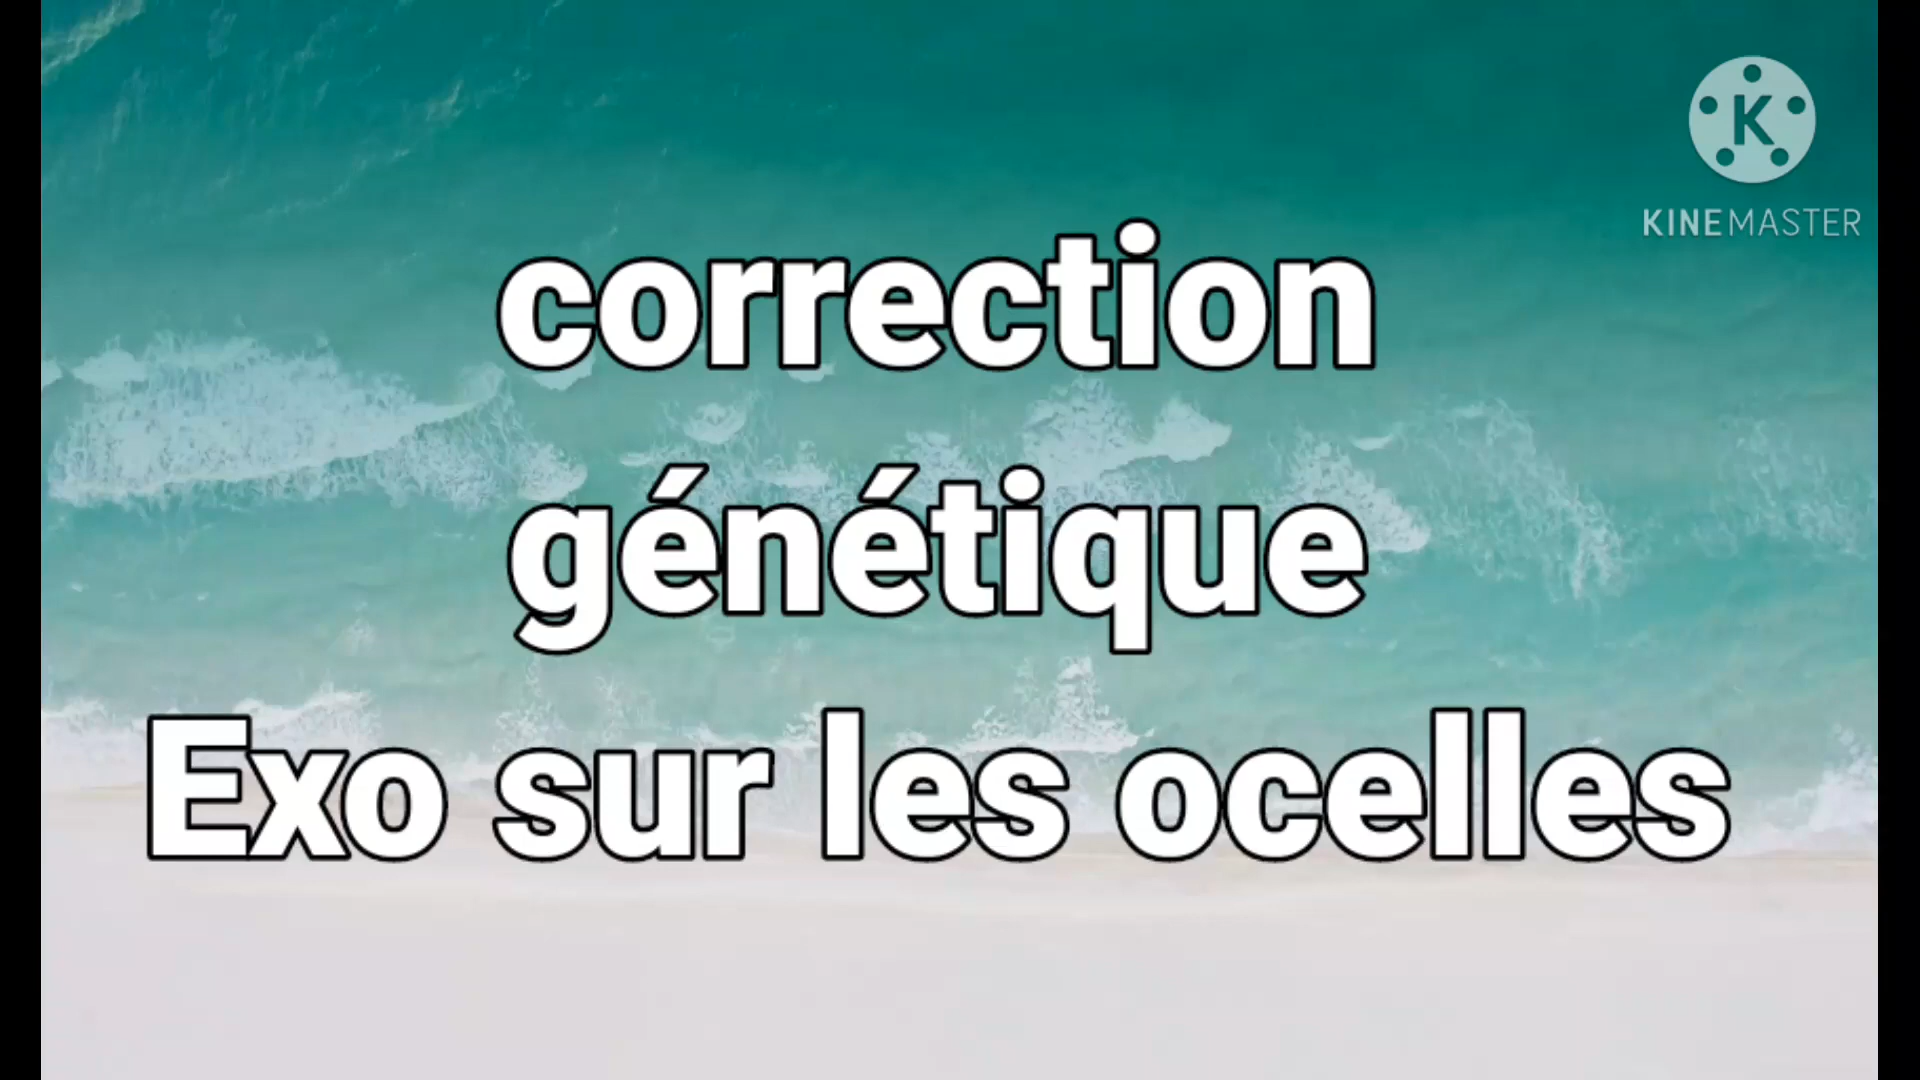 K
KINEMASTER
correction
génétique
Exo sur les ocelles